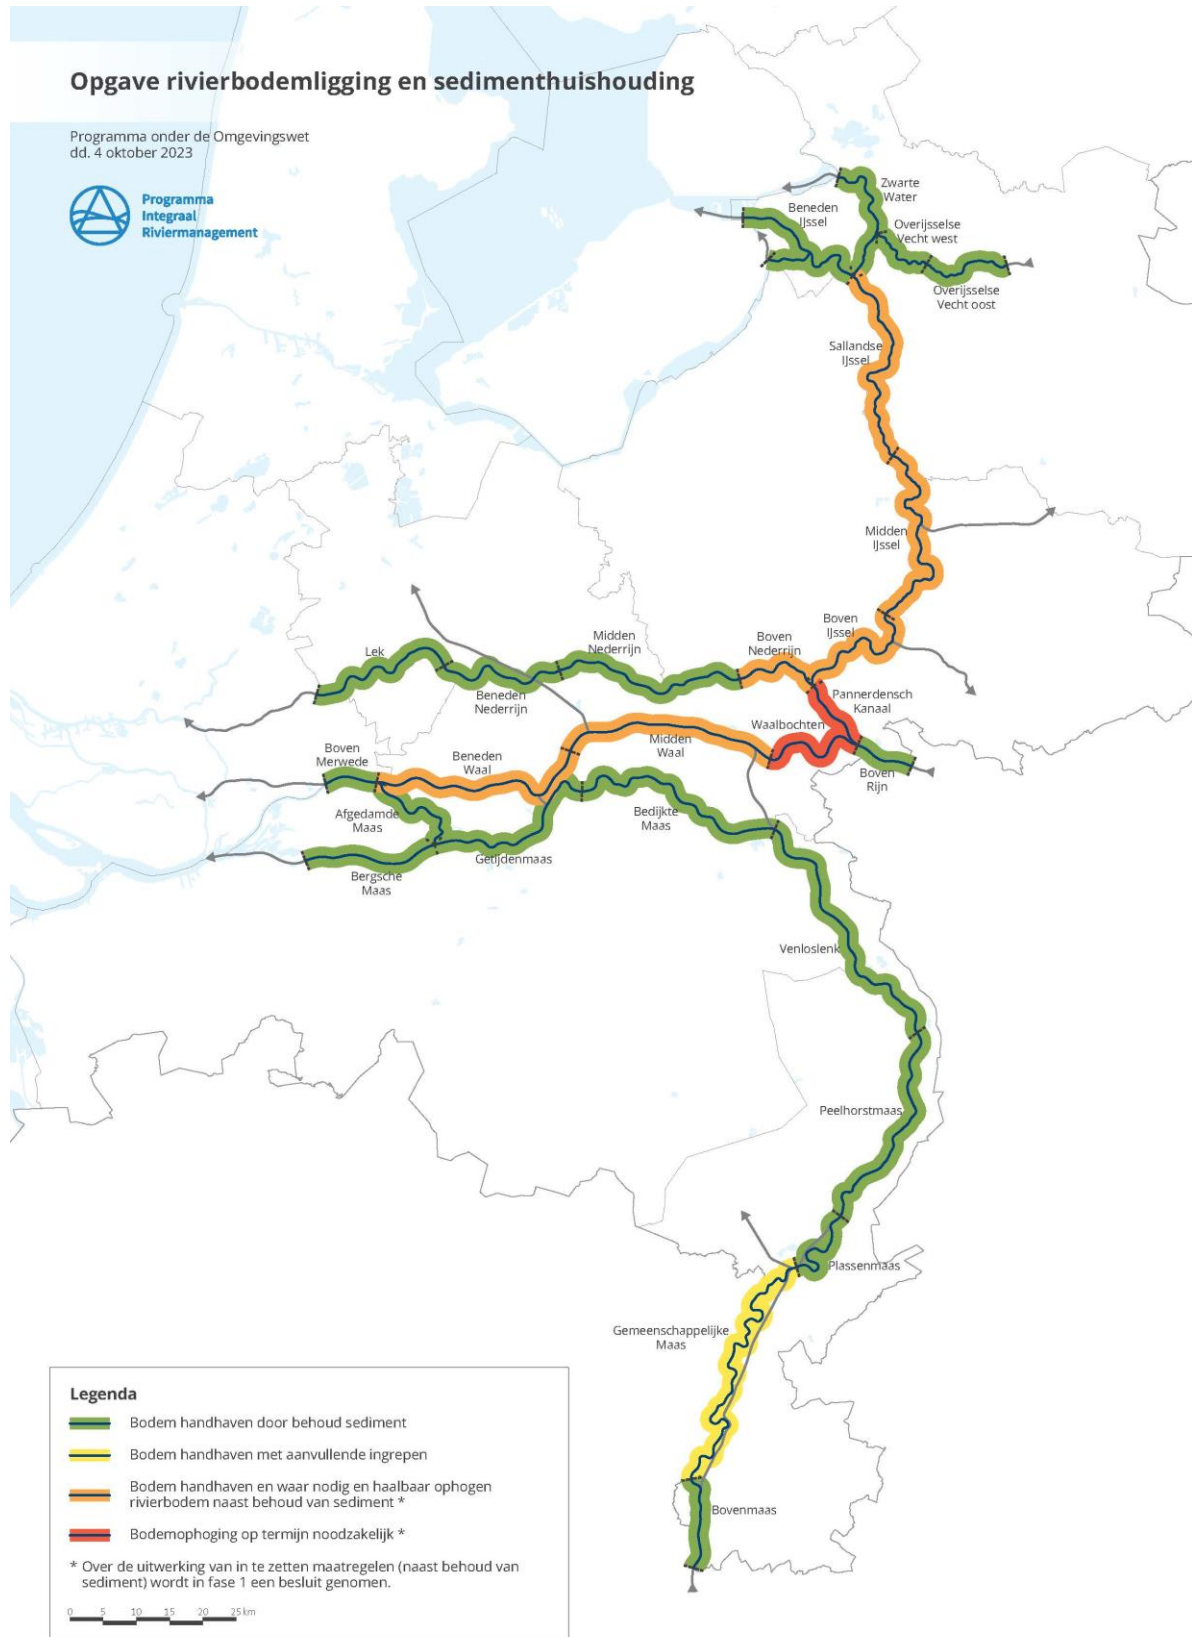 Opgave rivierbodemligging en sedimenthuishouding
Programma onder de Omgevingswet
dd. 4 oktober 2023
Programma
Integraal
Riviermanagement
Zwarte
Water
Beneden
IJssel
Overijsselse
Vecht west
Overijsselse
Vecht oost
Sallandse
IJssel
Midden
IJssel
Boven
IJssel
Midden
Nederrijn
Boven
Nederrijn
Lek
Beneden
Nederrijn
Pannerdensch
Kanaal
Waalbochten
Midden
Waal
Boven
Rijn
Boven
Merwede
Beneden
Waal
Afgedamde
Maas
Bedijkte
Maas
Getijdenmaas
Bergsche
Maas
Venloslenk
Peelhorstmaas
Plassenmaas
Gemeenschappelijke
Maas
Bovenmaas
Legenda
Bodem handhaven door behoud sediment
Bodem handhaven met aanvullende ingrepen
Bodem handhaven en waar nodig en haalbaar ophogen
rivierbodem naast behoud van sediment *
Bodemophoging op termijn noodzakelijk *
* Over de uitwerking van in te zetten maatregelen (naast behoud van
sediment) wordt in fase 1 een besluit genomen.
0 5 10 15 20 25 km